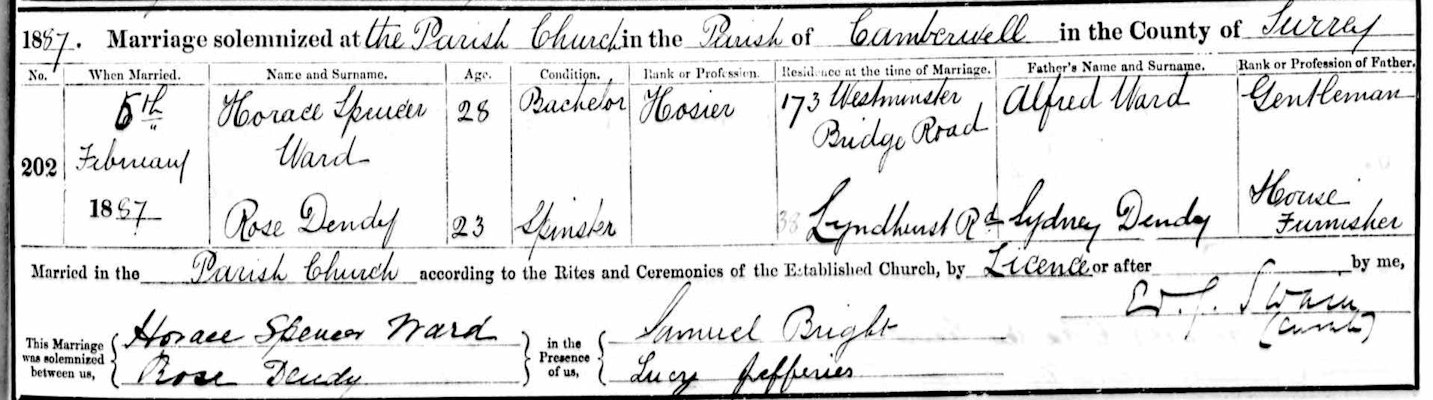 1887. Marriage solemnized at the Parish Church in the Parish of Camberwell in the County of Surrey
No. When Married. Name and Surname. Age. Condition. Rank or Profession. Residence at the time of Marriage. Father's Name and Surname. Rank or Profession of Father.
202 5th February 1887 Horace Spencer Ward 28 Bachelor Hosier 173 Westminster Bridge Road Alfred Ward Gentleman
Rose Dendy 23 Spinster 38 Lyndhurst Rd Sydney Dendy House Furnisher
Married in the Parish Church according to the Rites and Ceremonies of the Established Church, by Licence or after by me,
Ed. J. Swann
(Curate)
This Marriage was solemnized between us, Horace Spencer Ward
Rose Dendy
in the Presence of us, Samuel Bright
Lucy Jefferies